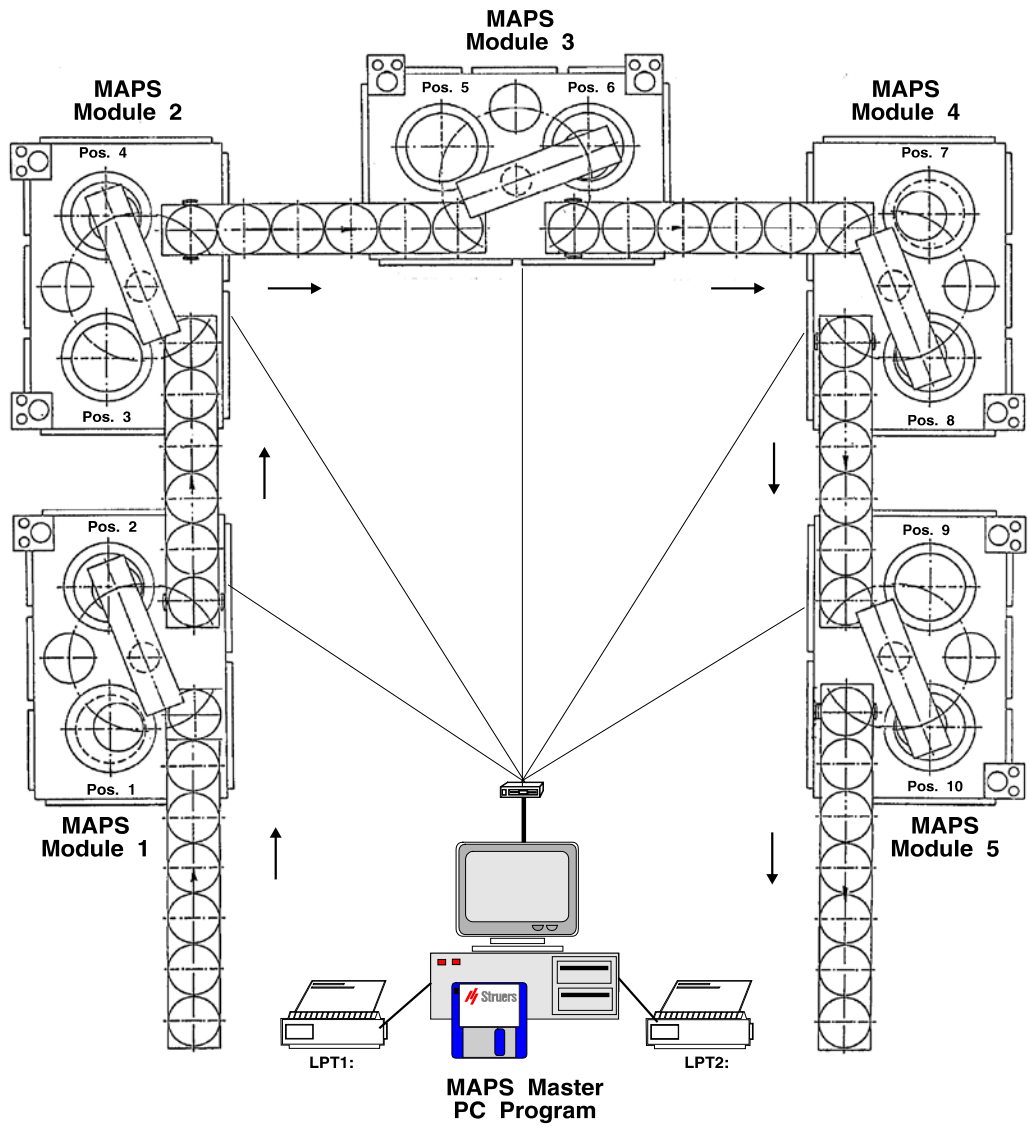 MAPS
Module 3
MAPS
Module 2
MAPS
Module 4
Pos. 5
Pos. 6
Pos. 4
Pos. 7
Pos. 3
Pos. 8
Pos. 2
Pos. 9
Pos. 1
Pos. 10
MAPS
Module 1
MAPS
Module 5
Struers
LPT1:
LPT2:
MAPS Master
PC Program